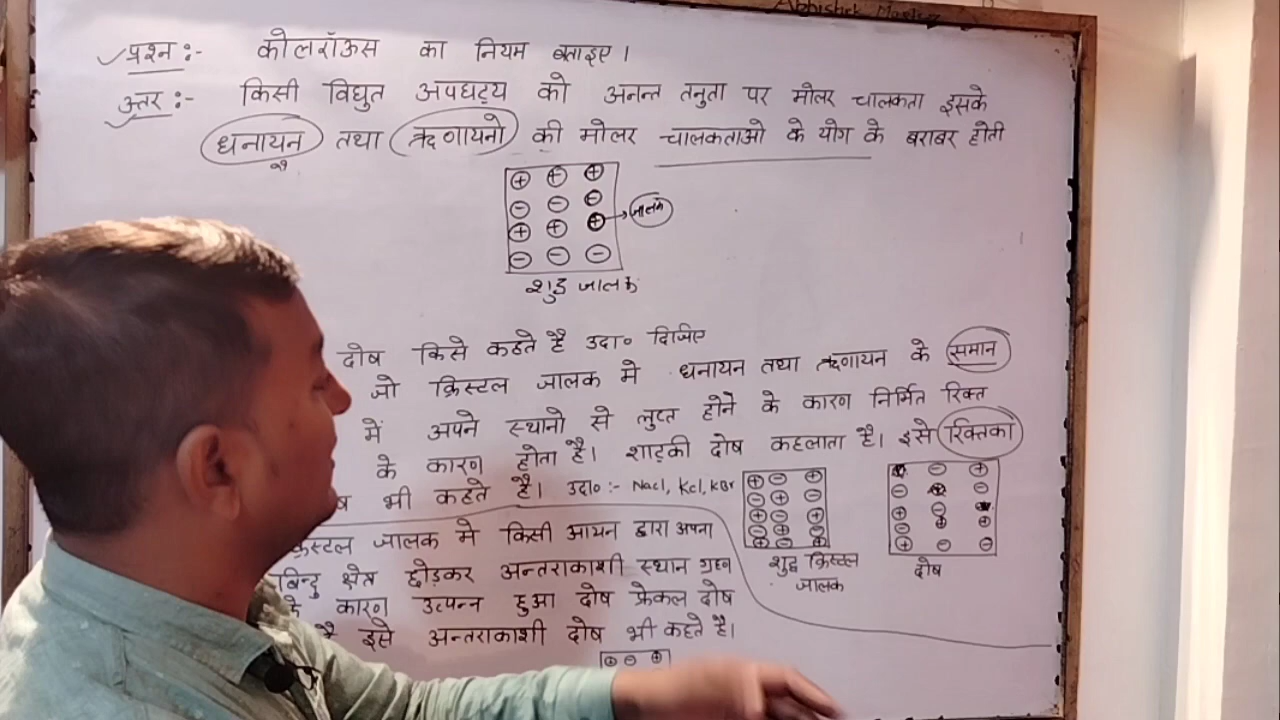 Abhishek
प्रश्न :- कोलरॉऊस का नियम बताइए।
उत्तर :- किसी विद्युत अपघट्य को अनन्त तनुता पर मोलर चालकता इसके
धनायन तथा ऋणायनो की मोलर चालकताओ के योग के बराबर होती
है
जालक
शुद्ध जालक
दोष किसे कहते है उदा० दिजिए
जो क्रिस्टल जालक मे धनायन तथा ऋणायन के समान
में अपने स्थानो से लुप्त होने के कारण निर्मित रिक्त
के कारण होता है। शाट्की दोष कहलाता है। इसे रिक्तिका
ष भी कहते है। उदा० :- Nacl, Kcl, KBr
क्रिस्टल जालक मे किसी आयन द्वारा अपना
बिन्दु क्षेत्र छोड़कर अन्तराकाशी स्थान ग्रहण
के कारण उत्पन्न हुआ दोष फ्रेंकल दोष
है इसे अन्तराकाशी दोष भी कहते है।
शुद्ध क्रिस्टल
जालक
दोष